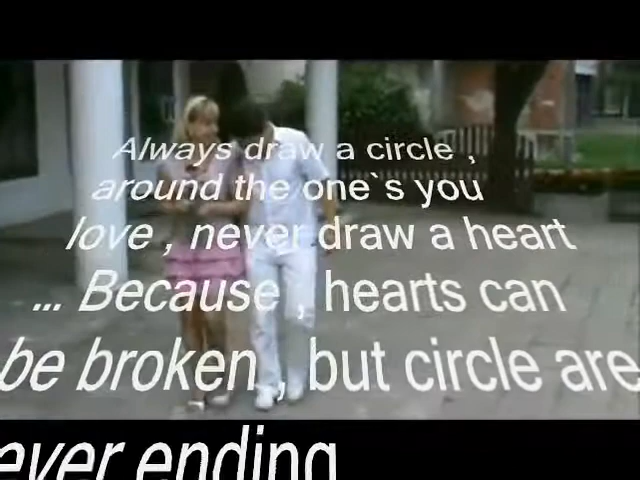 Always draw a circle ,
around the one`s you
love , never draw a heart
... Because , hearts can
be broken , but circle are
ever ending